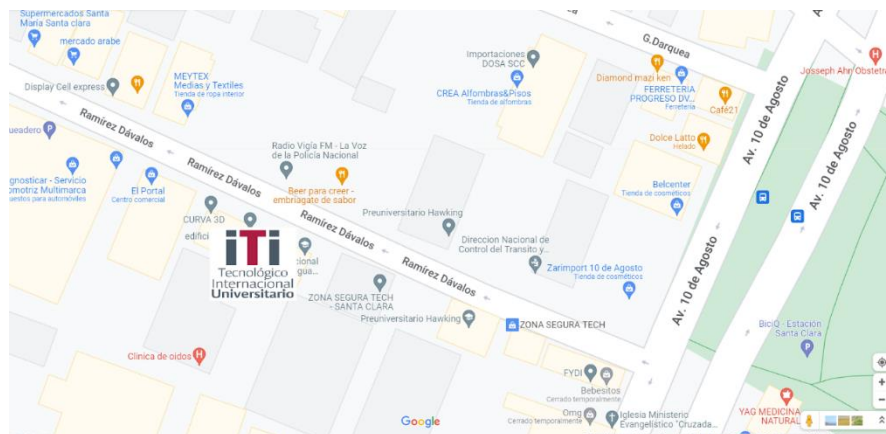 Supermercados Santa
María Santa clara
mercado arabe
Display Cell express
MEYTEX
Medias y Textiles
Tienda de ropa interior
Importaciones
DOSA SCC
CREA Alfombras&Pisos
Tienda de alfombras
G.Darquea
Diamond mazi ken
FERRETERIA
PROGRESO DV...
Ferretería
Café21
Josseph Ahn Obstetra
Dolce Latto
Helado
Av. 10 de Agosto
Av. 10 de Agosto
Av. 10 de Agosto
Belcenter
Tienda de cosméticos
Ramírez Dávalos
Ramírez Dávalos
Ramírez Dávalos
Ramírez Dávalos
ueadero
P
Radio Vigía FM - La Voz
de la Policía Nacional
gnosticar - Servicio
omotriz Multimarca
uestos para automóviles
El Portal
Centro comercial
Beer para creer -
embriágate de sabor
CURVA 3D
edifici
iTi
Tecnológico
Internacional
Universitario
cional
gua...
Preuniversitario Hawking
Direccion Nacional de
Control del Transito y...
Zarimport 10 de Agosto
Tienda de cosméticos
ZONA SEGURA TECH
- SANTA CLARA
Preuniversitario Hawking
ZONA SEGURA TECH
BiciQ - Estación
Santa Clara
P
Clinica de oidos
H
H
FYDI
Bebesitos
Cerrado temporalmente
Omg
Cerrado temporalmente
Iglesia Ministerio
Evangelístico "Cruzada...
YAG MEDICINA
NATURAL
Google